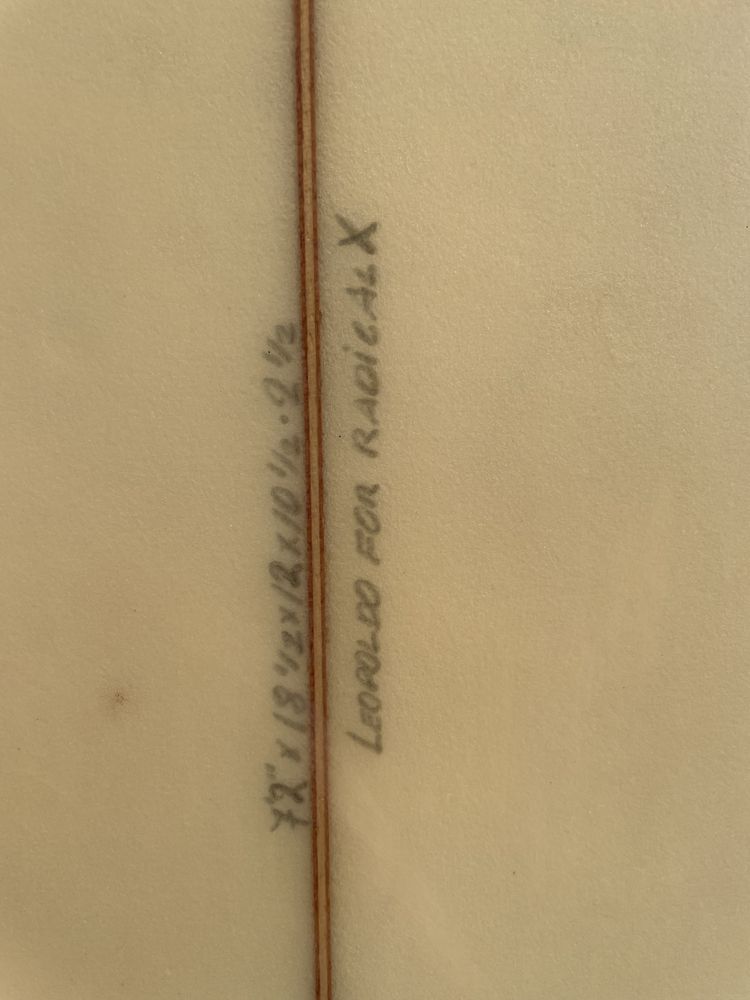 7'2" x 18 1/2 x 12 x 10 1/2 . 2 1/2
LEOPOLDO FOR RADiCAL X